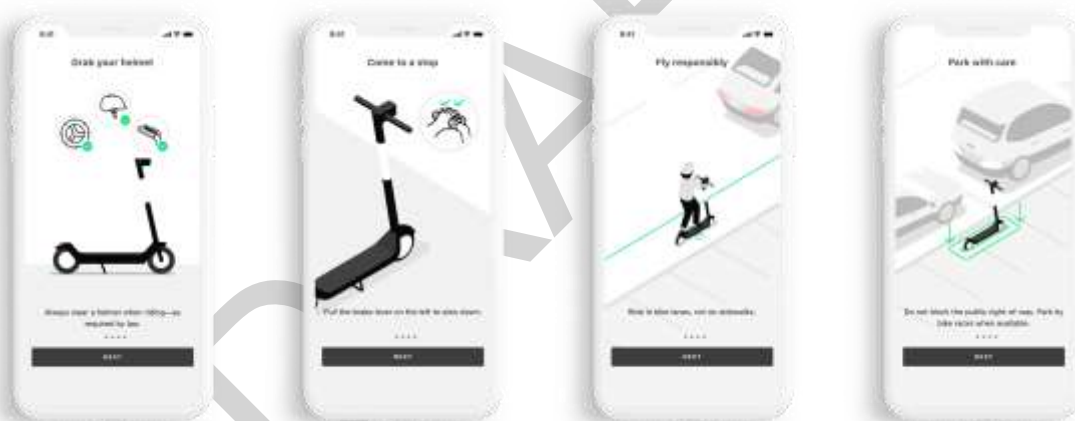 Grab your helmet
Always wear a helmet when riding—as
required by law.
NEXT
Come to a stop
Pull the brake lever on the left to slow down.
NEXT
9:41
Fly responsibly
Ride in bike lanes, not on sidewalks.
NEXT
Park with care
Do not block the public right of way. Park by
bike racks when available.
NEXT